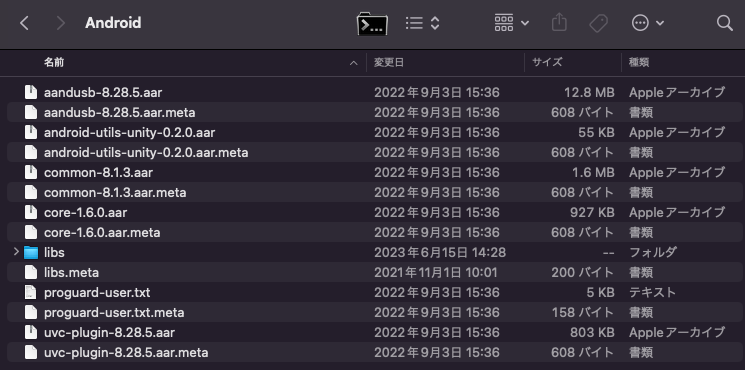 Android
名前 変更日 サイズ 種類
aandusb-8.28.5.aar 2022年9月3日 15:36 12.8 MB Appleアーカイブ
aandusb-8.28.5.aar.meta 2022年9月3日 15:36 608 バイト 書類
android-utils-unity-0.2.0.aar 2022年9月3日 15:36 55 KB Appleアーカイブ
android-utils-unity-0.2.0.aar.meta 2022年9月3日 15:36 608 バイト 書類
common-8.1.3.aar 2022年9月3日 15:36 1.6 MB Appleアーカイブ
common-8.1.3.aar.meta 2022年9月3日 15:36 608 バイト 書類
core-1.6.0.aar 2022年9月3日 15:36 927 KB Appleアーカイブ
core-1.6.0.aar.meta 2022年9月3日 15:36 608 バイト 書類
libs 2023年6月15日 14:28 -- フォルダ
libs.meta 2021年11月1日 10:01 200 バイト 書類
proguard-user.txt 2022年9月3日 15:36 5 KB テキスト
proguard-user.txt.meta 2022年9月3日 15:36 158 バイト 書類
uvc-plugin-8.28.5.aar 2022年9月3日 15:36 803 KB Appleアーカイブ
uvc-plugin-8.28.5.aar.meta 2022年9月3日 15:36 608 バイト 書類